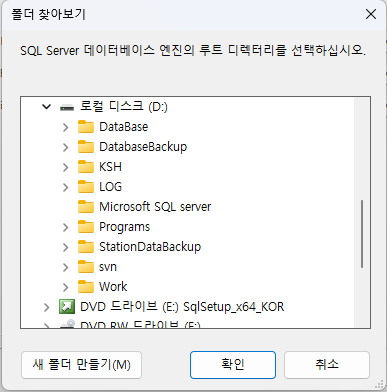 폴더 찾아보기
SQL Server 데이터베이스 엔진의 루트 디렉터리를 선택하십시오.
로컬 디스크 (D:)
DataBase
DatabaseBackup
KSH
LOG
Microsoft SQL server
Programs
StationDataBackup
svn
Work
DVD 드라이브 (E:) SqlSetup_x64_KOR
DVD RW 드라이브 (F:)
새 폴더 만들기(M)
확인
취소